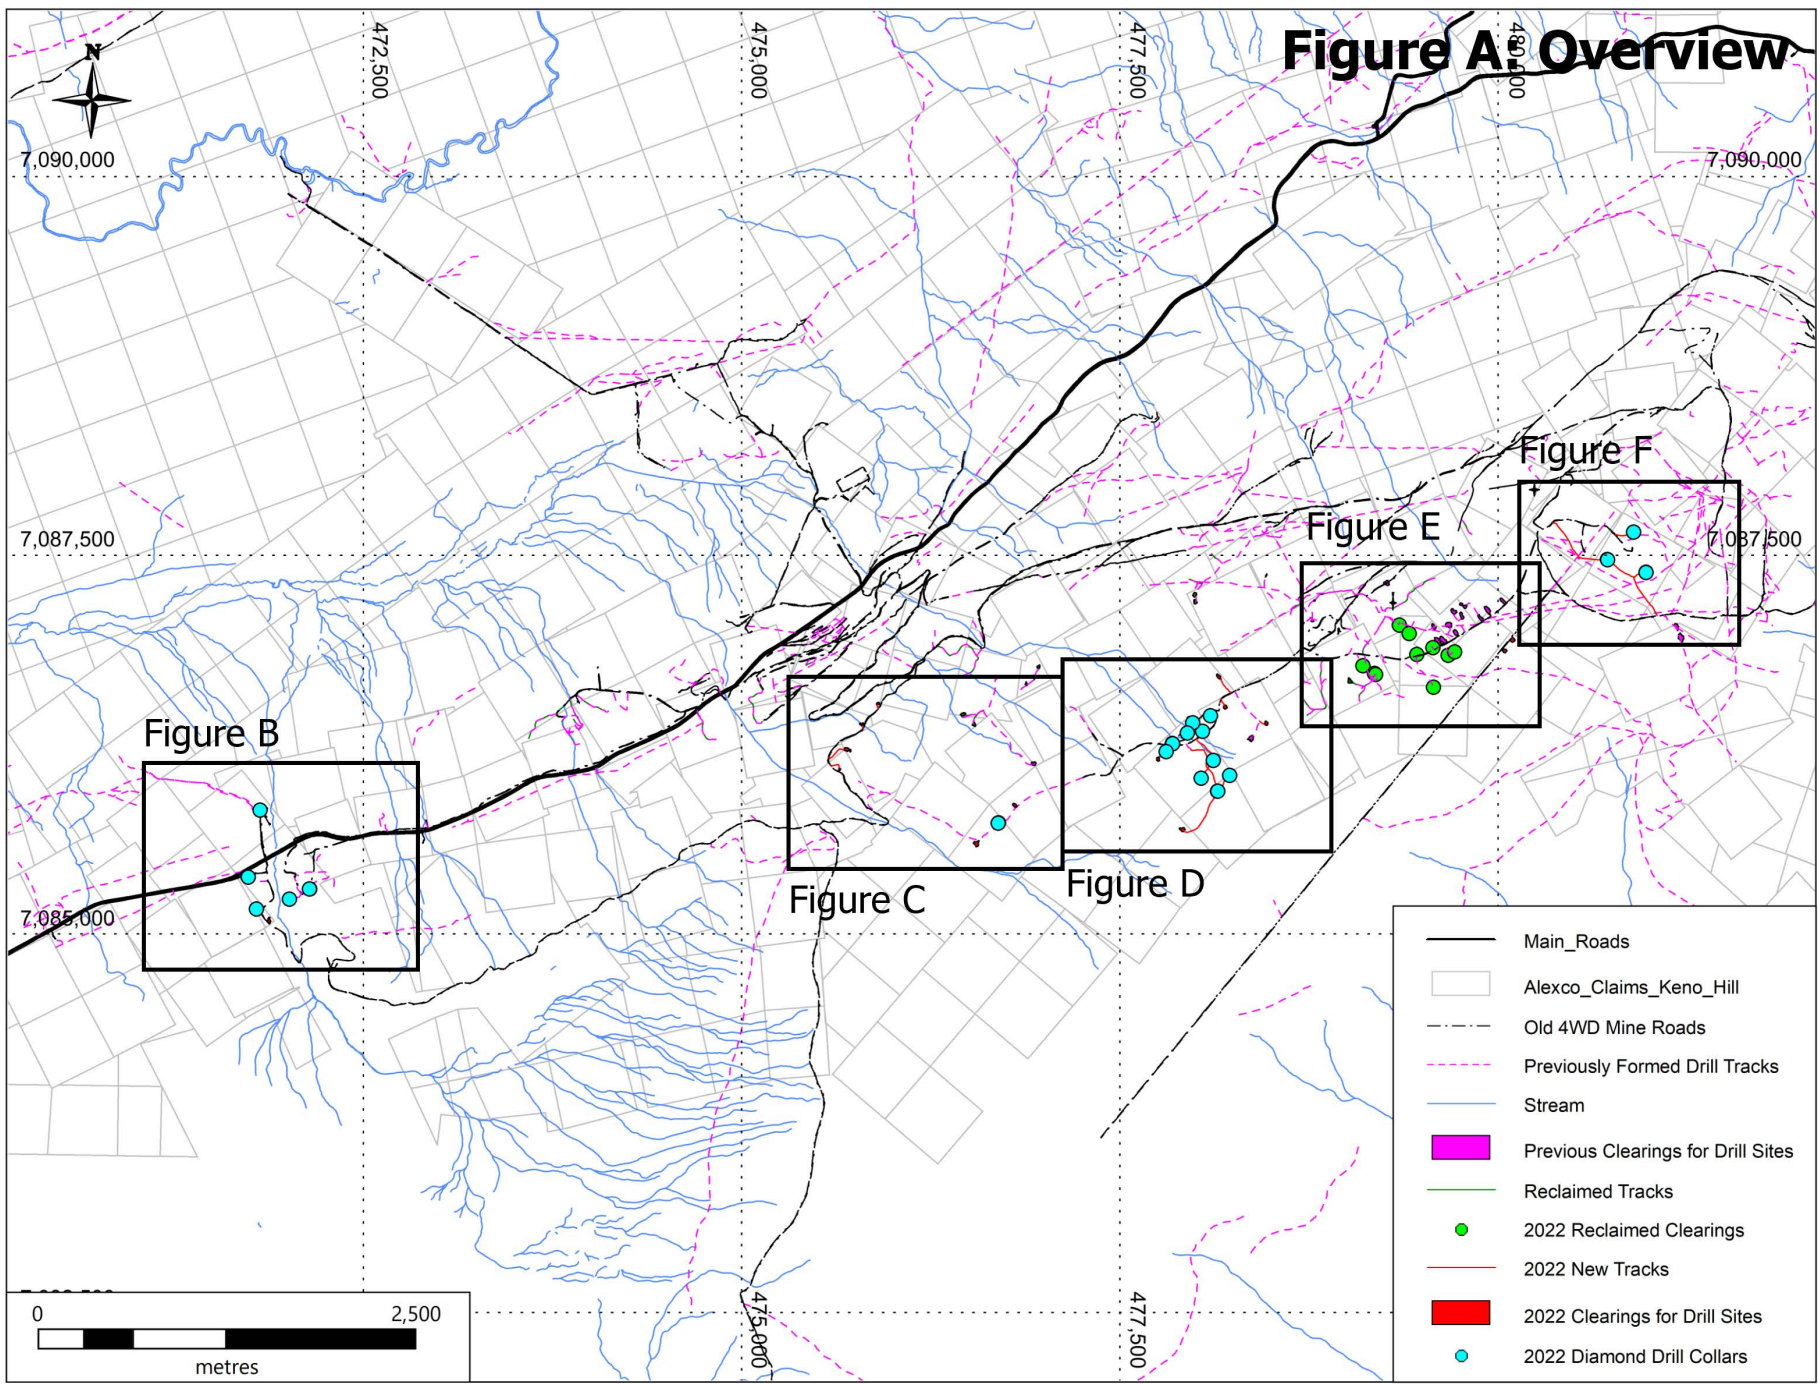 Figure A: Overview
N
472,500
475,000
477,500
480,000
7,090,000
7,090,000
Figure F
Figure E
7,087,500
7,087,500
Figure B
Figure C
Figure D
7,085,000
Main_Roads
Alexco_Claims_Keno_Hill
Old 4WD Mine Roads
Previously Formed Drill Tracks
Stream
Previous Clearings for Drill Sites
Reclaimed Tracks
2022 Reclaimed Clearings
2022 New Tracks
2022 Clearings for Drill Sites
2022 Diamond Drill Collars
0
2,500
metres
475,000
477,500